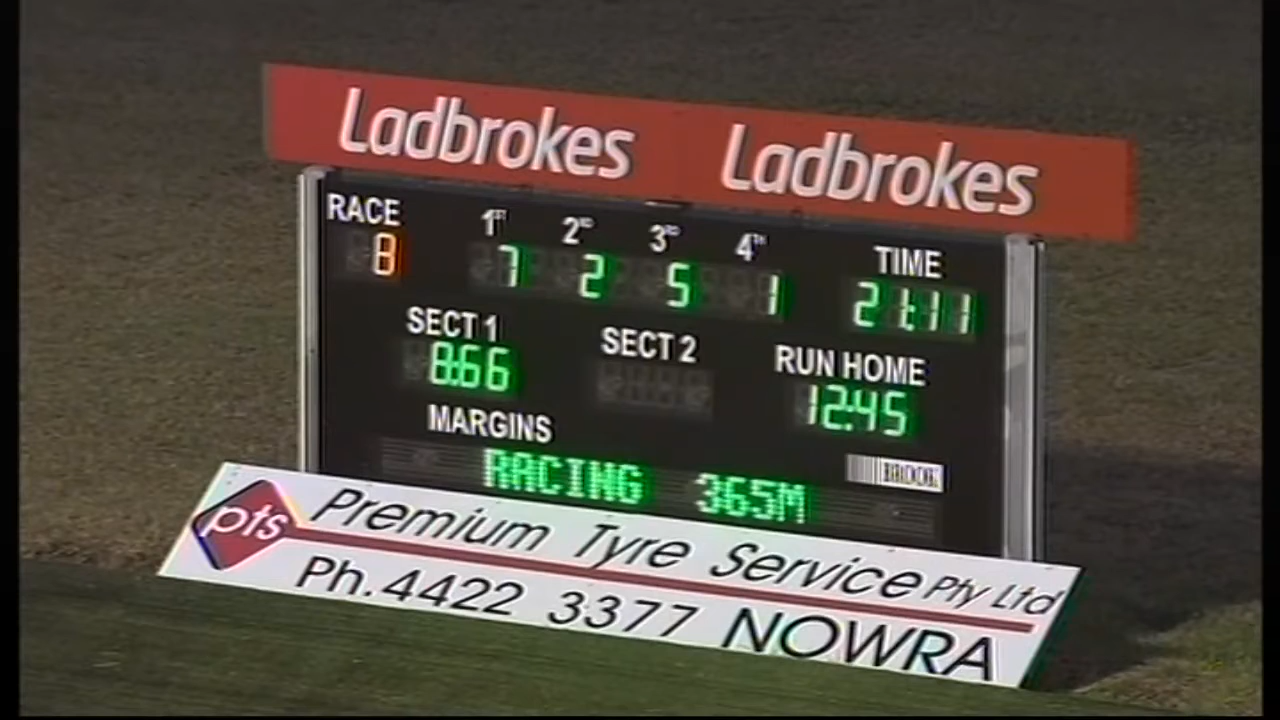 Ladbrokes Ladbrokes
RACE 1ST 2ND 3RD 4TH TIME
8 7 2 5 1 21:11
SECT 1 SECT 2 RUN HOME
8:66 12:45
MARGINS
RACING 365M
pts Premium Tyre Service Pty Ltd
Ph.4422 3377 NOWRA